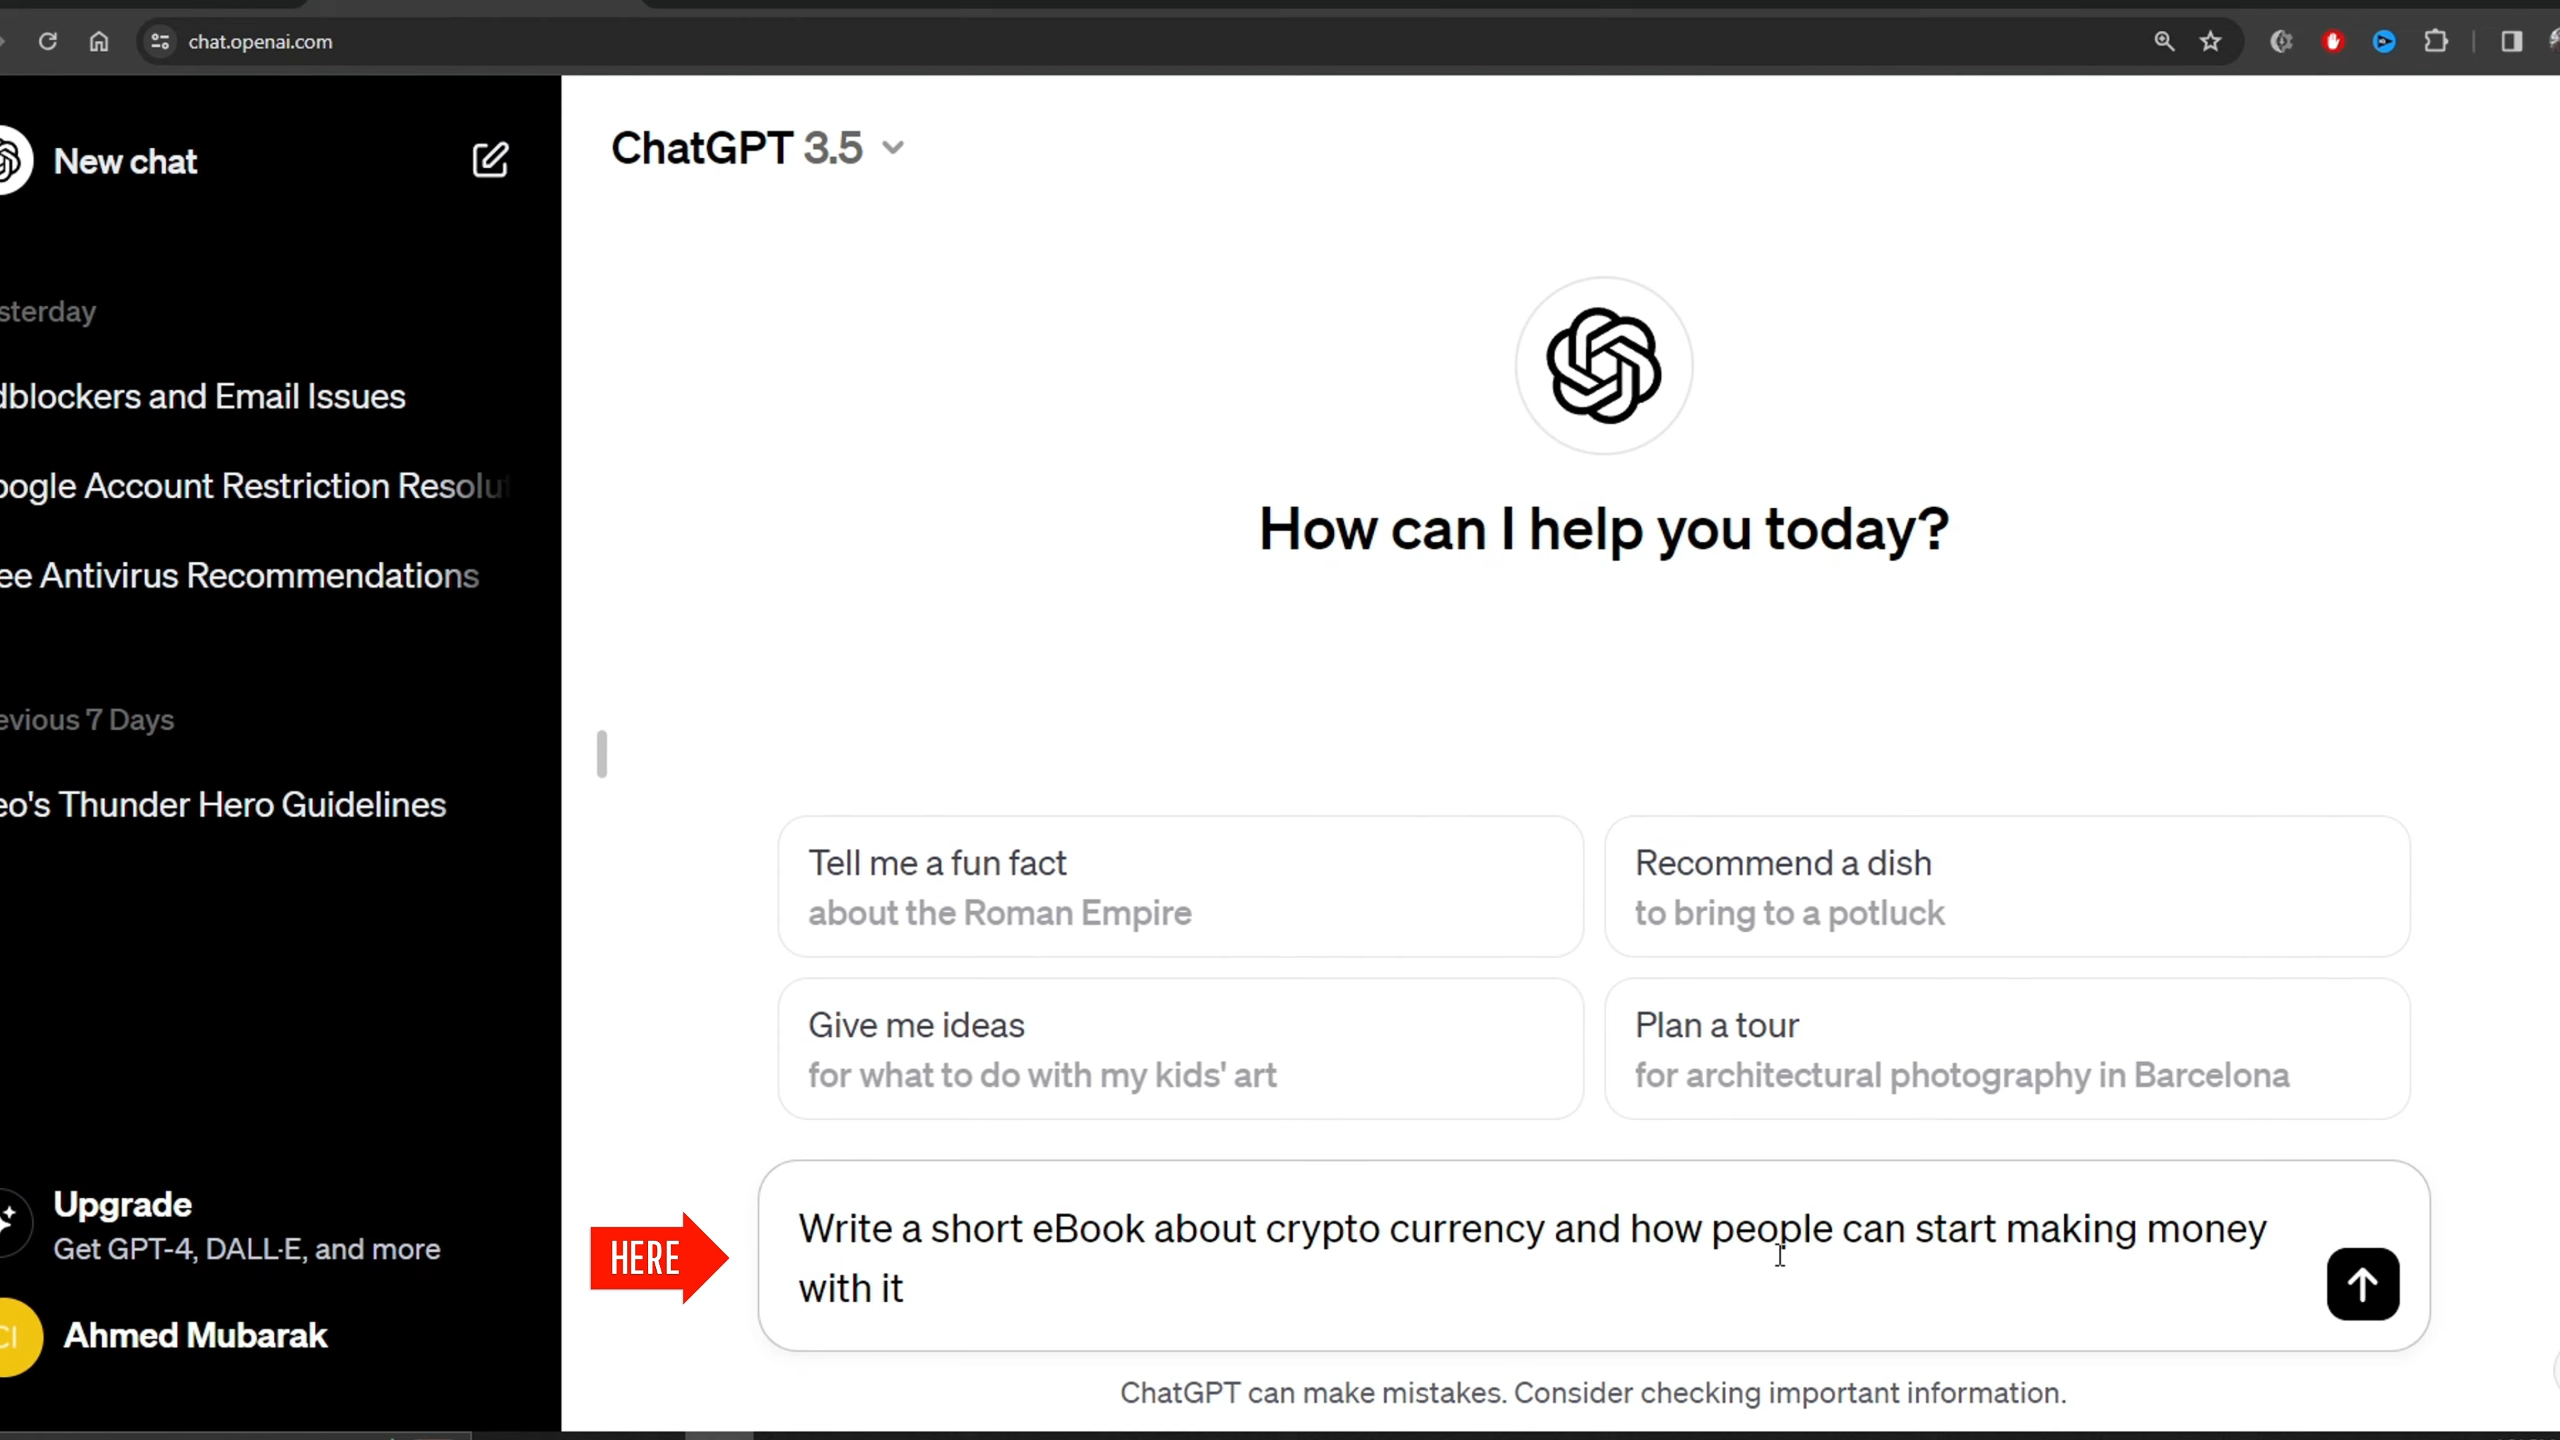 chat.openai.com
New chat
ChatGPT 3.5
sterday
dblockers and Email Issues
oogle Account Restriction Resolut
ee Antivirus Recommendations
evious 7 Days
eo's Thunder Hero Guidelines
How can I help you today?
Tell me a fun fact
about the Roman Empire
Recommend a dish
to bring to a potluck
Give me ideas
for what to do with my kids' art
Plan a tour
for architectural photography in Barcelona
Upgrade
Get GPT-4, DALL·E, and more
HERE
Write a short eBook about crypto currency and how people can start making money
with it
Ahmed Mubarak
ChatGPT can make mistakes. Consider checking important information.